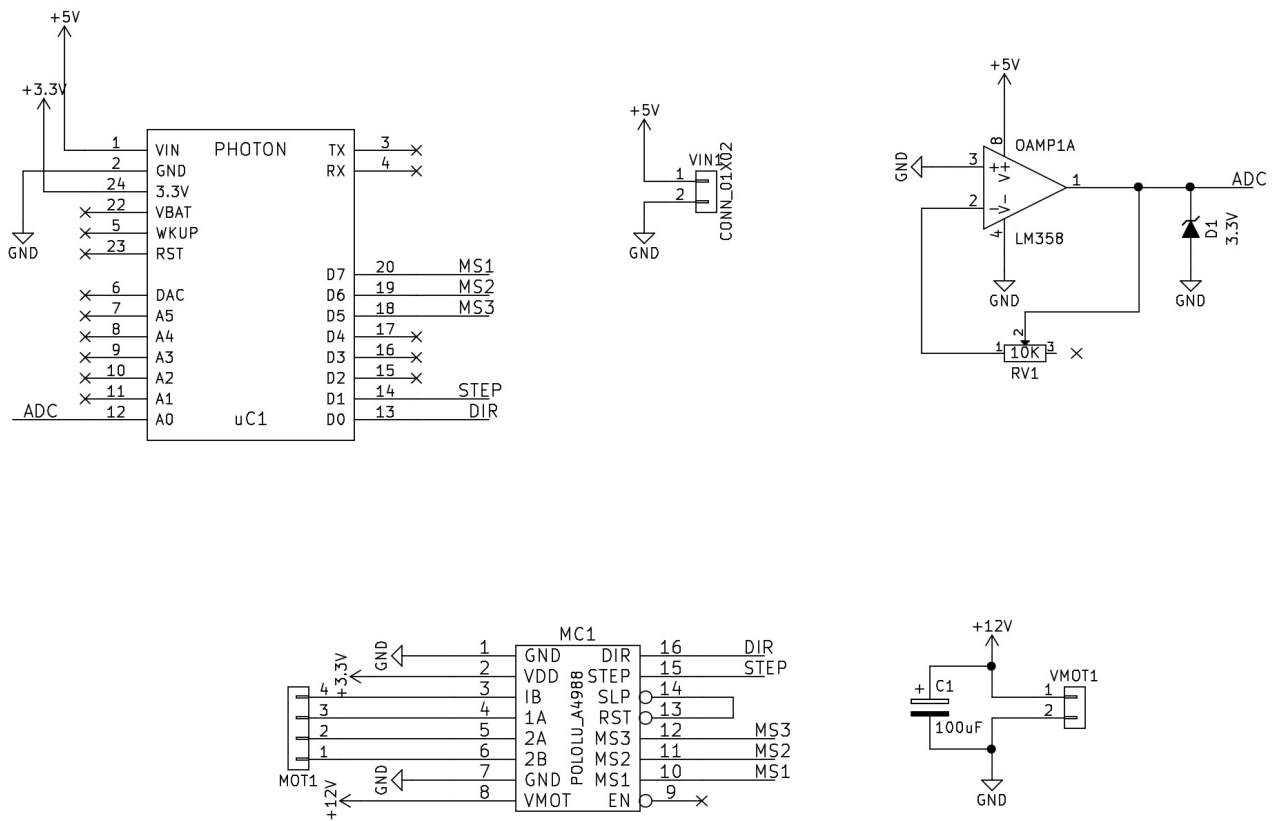 +5V
+3.3V
1 VIN PHOTON TX 3
2 GND RX 4
24 3.3V
22 VBAT
5 WKUP
23 RST
GND
D7 20 MS1
6 DAC D6 19 MS2
7 A5 D5 18 MS3
8 A4 D4 17
9 A3 D3 16
10 A2 D2 15
11 A1 D1 14 STEP
ADC 12 A0 uC1 D0 13 DIR
+5V
VIN1
1
2
CONN_01X02
GND
+5V
8
OAMP1A
GND 3 + V+
1 ADC
2 - V-
4
LM358
GND
D1
3.3V
GND
2
1 10K 3
RV1
MC1
GND 1 GND DIR 16 DIR
+3.3V 2 VDD STEP 15 STEP
4 3 IB SLP 14
3 4 1A RST 13
2 5 2A MS3 12 MS3
1 6 2B MS2 11 MS2
MOT1 GND 7 GND MS1 10 MS1
+12V 8 VMOT EN 9
POLOLU_A4988
+12V
+ C1
100uF
VMOT1
1
2
GND